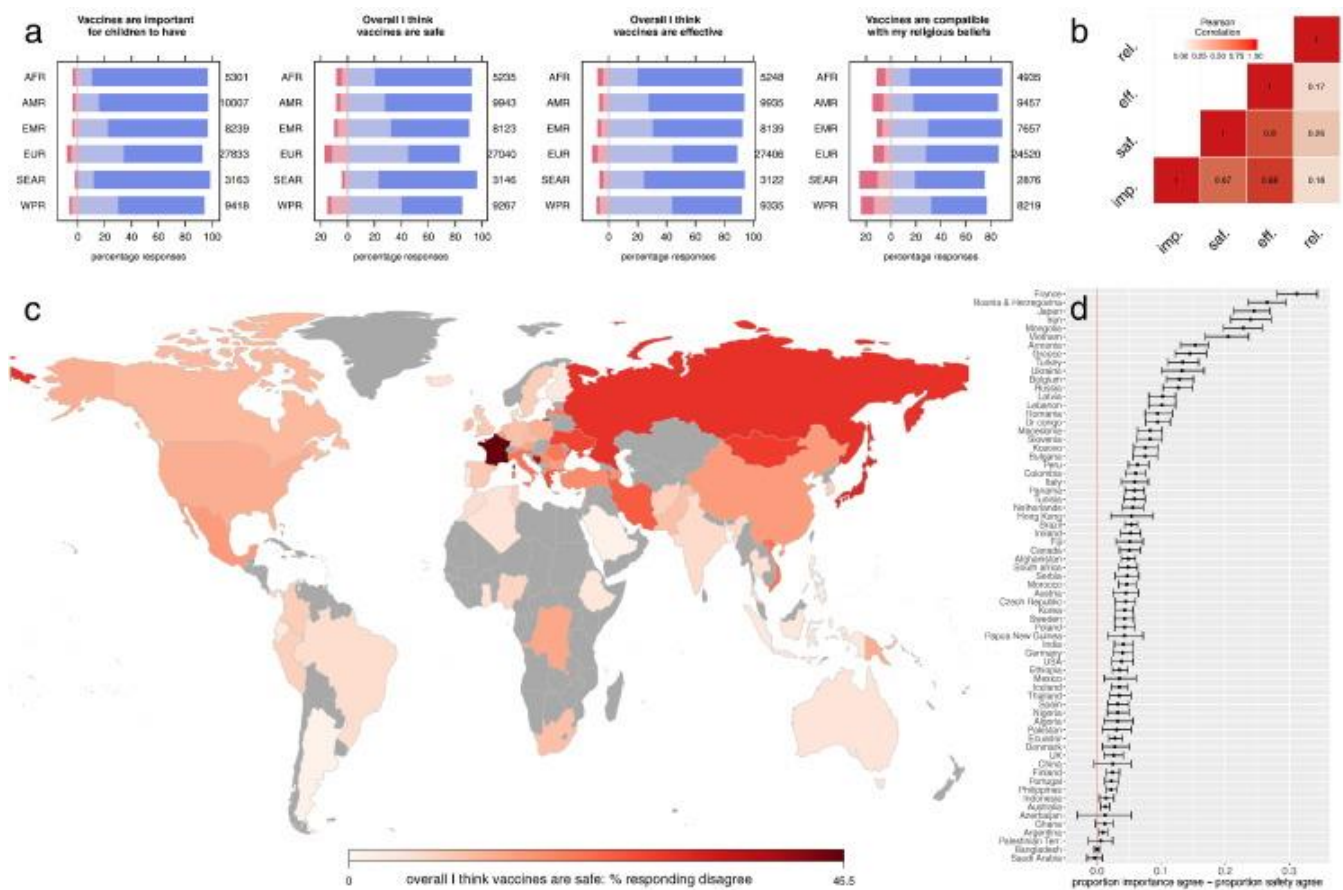 a
Vaccines are important
for children to have
Overall I think
vaccines are safe
Overall I think
vaccines are effective
Vaccines are compatible
with my religious beliefs
AFR 5301
AMR 10007
EMR 8239
EUR 27833
SEAR 3163
WPR 9418
0 20 40 60 80 100
percentage responses
AFR 5235
AMR 9943
EMR 8123
EUR 27040
SEAR 3146
WPR 9267
20 0 20 40 60 80 100
percentage responses
AFR 5248
AMR 9935
EMR 8139
EUR 27406
SEAR 3122
WPR 9335
0 20 40 60 80 100
percentage responses
AFR 4935
AMR 9457
EMR 7657
EUR 24520
SEAR 2876
WPR 8219
20 0 20 40 60 80
percentage responses
b
Pearson
Correlation
rel. 1
eff. 1 0.17
saf. 1 0.8
imp. 1 0.67 0.16
imp. saf. eff. rel.
c
0 46.5
overall I think vaccines are safe: % responding disagree
d
France
Bosnia & Herzegovina
Japan
Iran
Mongolia
Vietnam
Armenia
Greece
Turkey
Ukraine
Belgium
Russia
Latvia
Lebanon
Romania
Dr congo
Macedonia
Slovenia
Kosovo
Bulgaria
Peru
Colombia
Italy
Panama
Tunisia
Netherlands
Hong Kong
Brazil
Ireland
Fiji
Canada
Afghanistan
South africa
Serbia
Morocco
Austria
Czech Republic
Korea
Sweden
Poland
Papua New Guinea
India
Germany
USA
Ethiopia
Mexico
Iceland
Thailand
Spain
Nigeria
Algeria
Pakistan
Ecuador
Denmark
UK
China
Finland
Portugal
Philippines
Indonesia
Australia
Azerbaijan
Ghana
Argentina
Palestinian Terr.
Bangladesh
Saudi Arabia
0.0 0.1 0.2 0.3
proportion importance agree - proportion safety agree